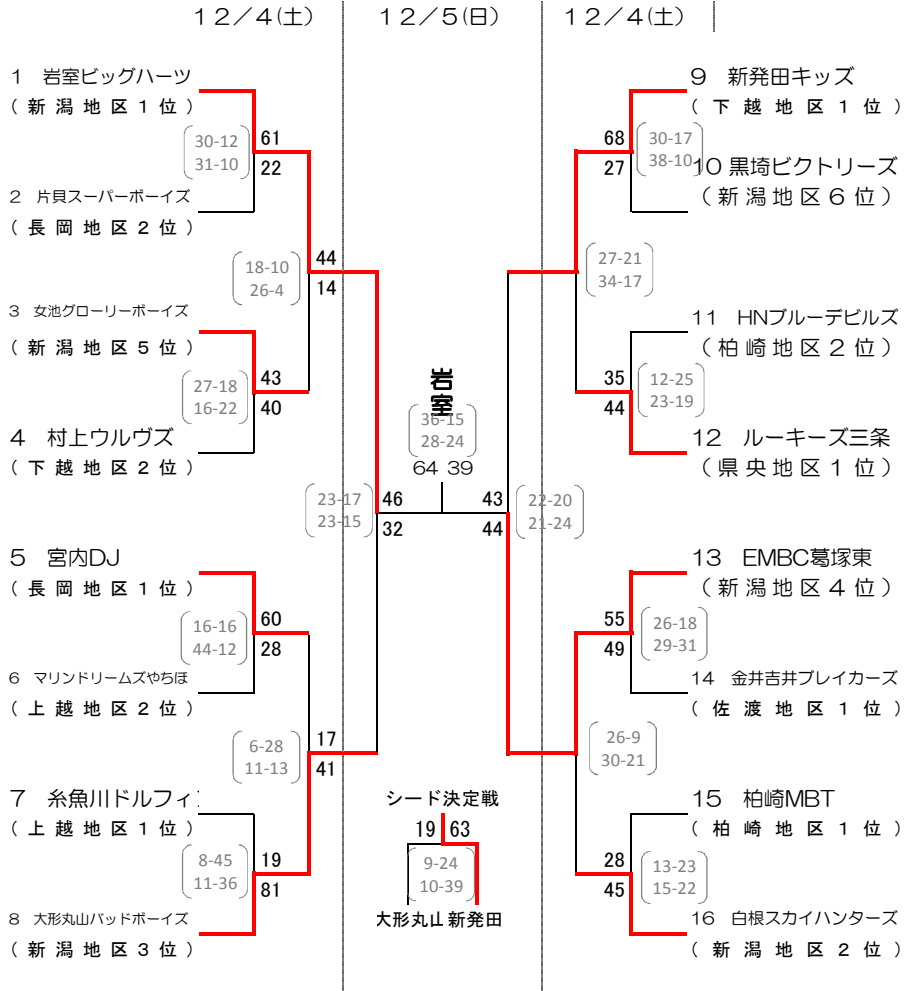 12/4(土)
12/5(日)
12/4(土)
1 岩室ビッグハーツ
(新潟地区1位)
30-12
31-10
61
22
2 片貝スーパーボーイズ
(長岡地区2位)
18-10
26-4
44
14
3 女池グローリーボーイズ
(新潟地区5位)
27-18
16-22
43
40
4 村上ウルヴズ
(下越地区2位)
23-17
23-15
46
32
5 宮内DJ
(長岡地区1位)
16-16
44-12
60
28
6 マリンドリームズやちほ
(上越地区2位)
6-28
11-13
17
41
7 糸魚川ドルフィ
(上越地区1位)
8-45
11-36
19
81
8 大形丸山バッドボーイズ
(新潟地区3位)
岩室
36-15
28-24
64 39
シード決定戦
19 63
9-24
10-39
大形丸山 新発田
9 新発田キッズ
(下越地区1位)
68
27
30-17
38-10
10 黒埼ビクトリーズ
(新潟地区6位)
27-21
34-17
11 HNブルーデビルズ
(柏崎地区2位)
35
44
12-25
23-19
12 ルーキーズ三条
(県央地区1位)
43
44
22-20
21-24
13 EMBC葛塚東
(新潟地区4位)
55
49
26-18
29-31
14 金井吉井ブレイカーズ
(佐渡地区1位)
26-9
30-21
15 柏崎MBT
(柏崎地区1位)
28
45
13-23
15-22
16 白根スカイハンターズ
(新潟地区2位)